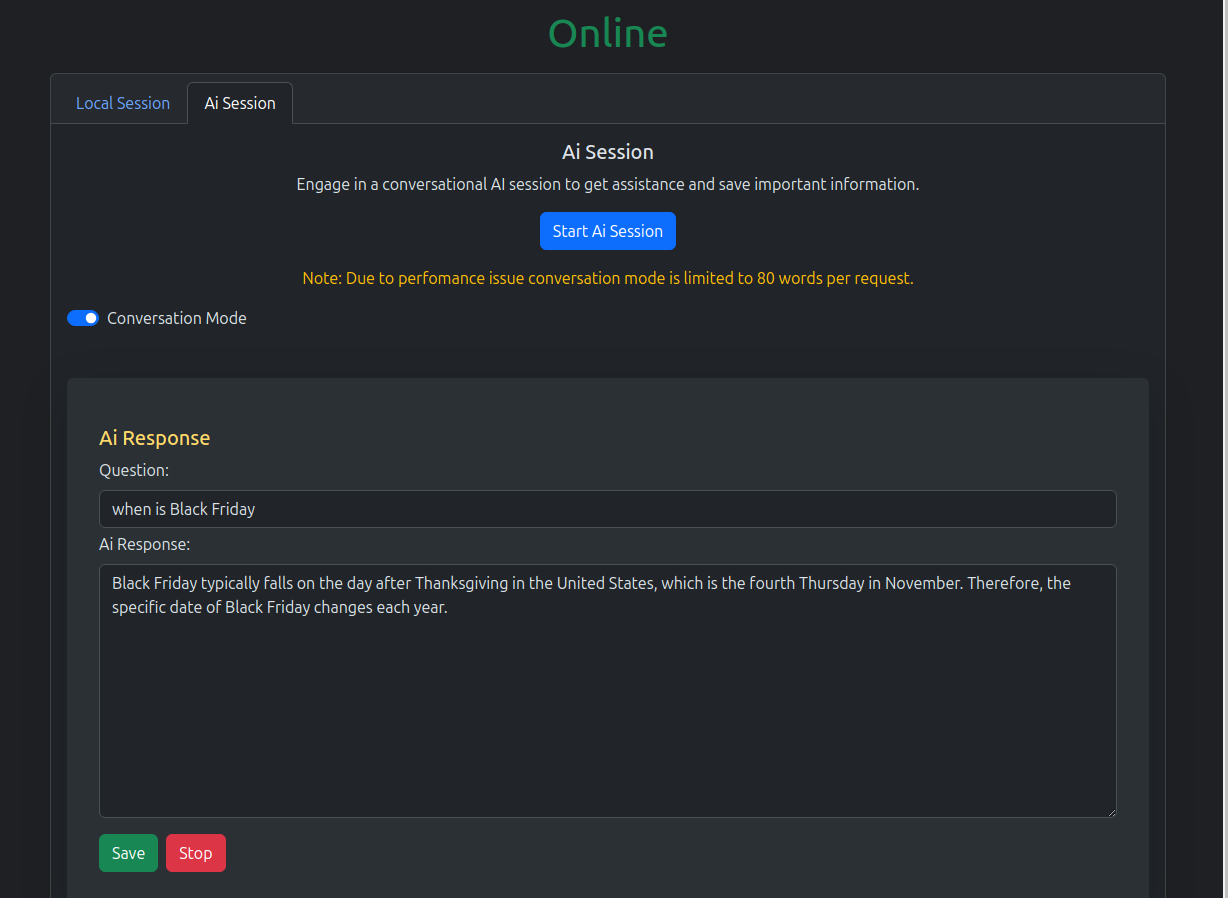 Online
Local Session
Ai Session
Ai Session
Engage in a conversational AI session to get assistance and save important information.
Start Ai Session
Note: Due to perfomance issue conversation mode is limited to 80 words per request.
Conversation Mode
Ai Response
Question:
when is Black Friday
Ai Response:
Black Friday typically falls on the day after Thanksgiving in the United States, which is the fourth Thursday in November. Therefore, the
specific date of Black Friday changes each year.
Save
Stop